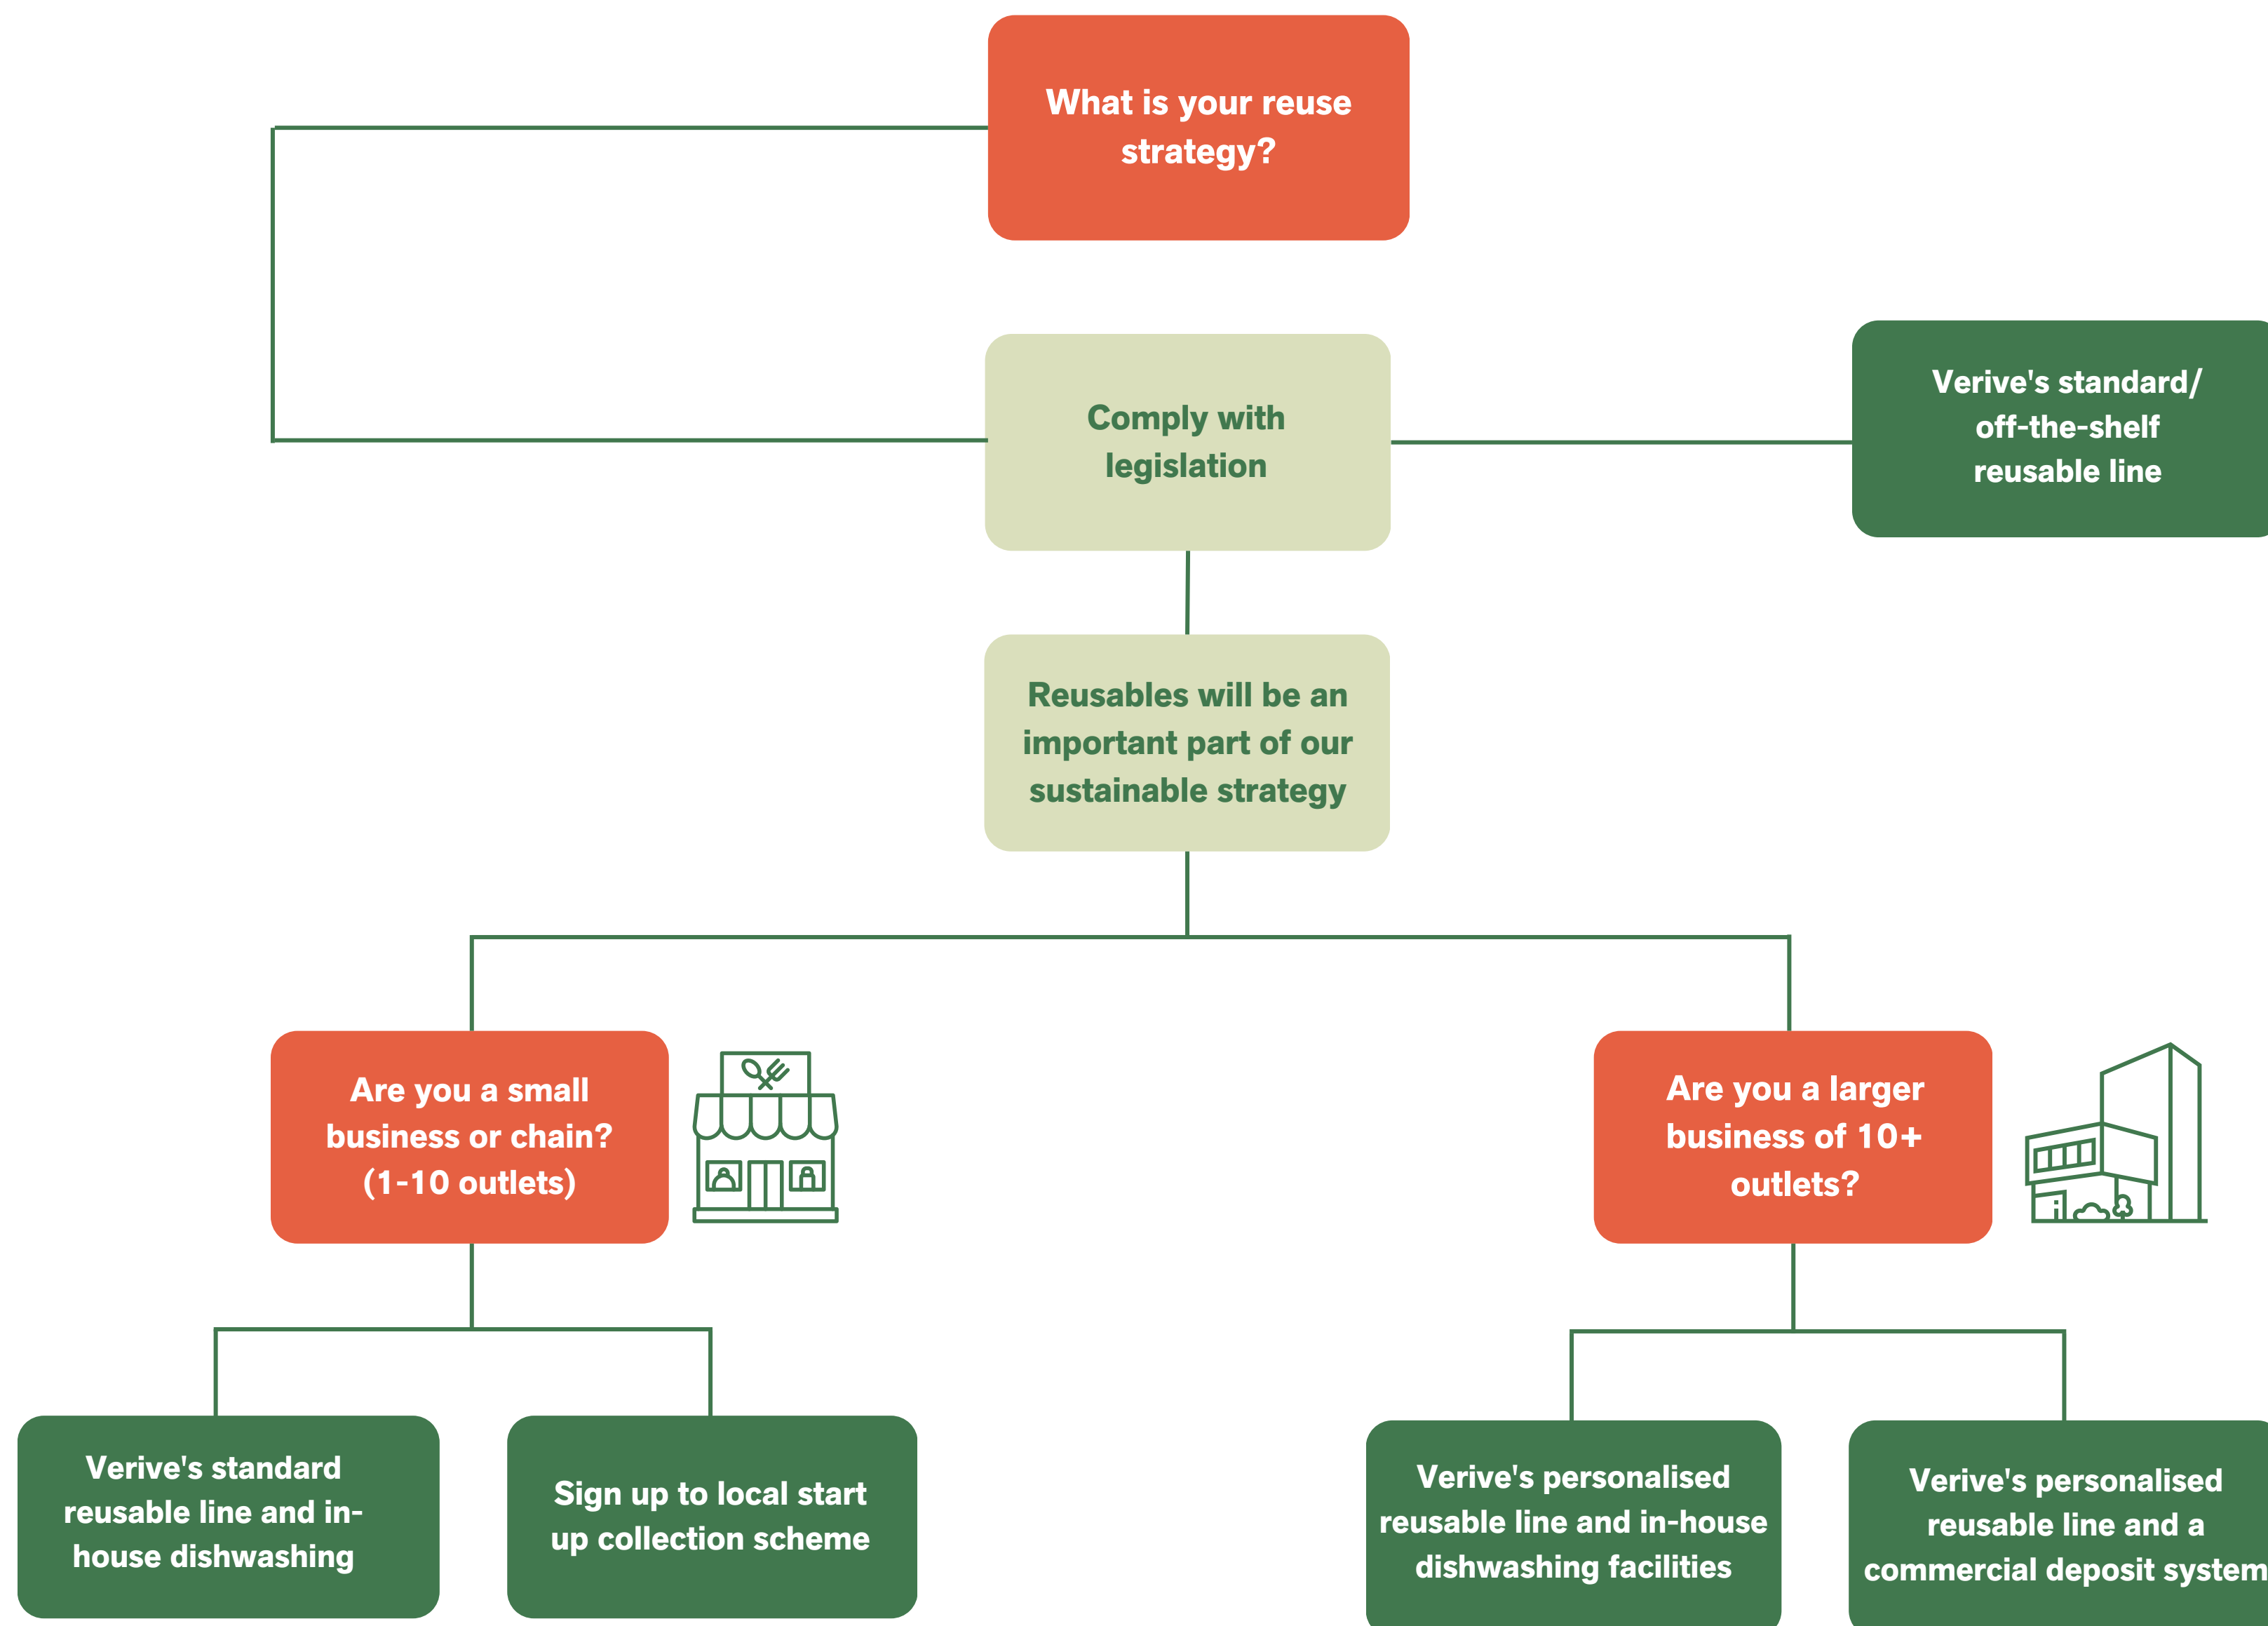 What is your reuse
strategy?
Comply with
legislation
Verive's standard/
off-the-shelf
reusable line
Reusables will be an
important part of our
sustainable strategy
Are you a small
business or chain?
(1-10 outlets)
Are you a larger
business of 10+
outlets?
Verive's standard
reusable line and in-
house dishwashing
Sign up to local start
up collection scheme
Verive's personalised
reusable line and in-house
dishwashing facilities
Verive's personalised
reusable line and a
commercial deposit system